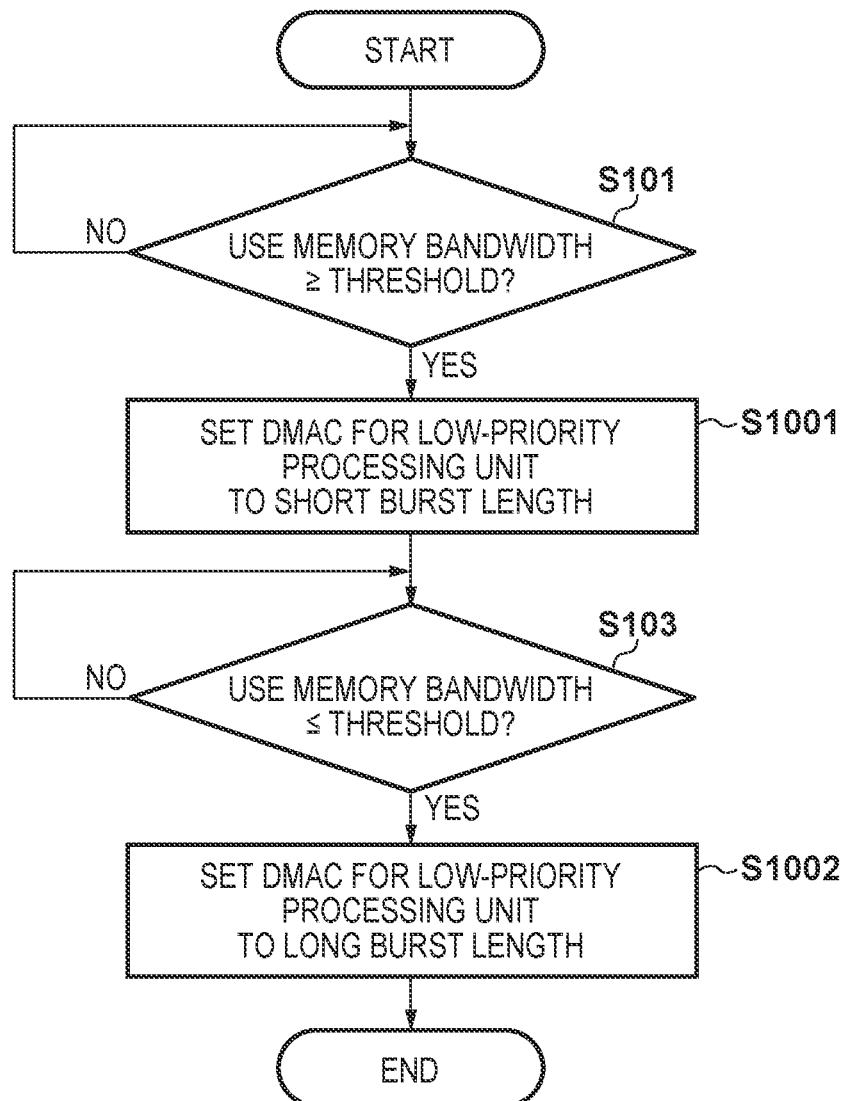 START
S101
USE MEMORY BANDWIDTH
≥ THRESHOLD?
NO
YES
SET DMAC FOR LOW-PRIORITY
PROCESSING UNIT
TO SHORT BURST LENGTH
S1001
S103
USE MEMORY BANDWIDTH
≤ THRESHOLD?
NO
YES
SET DMAC FOR LOW-PRIORITY
PROCESSING UNIT
TO LONG BURST LENGTH
S1002
END